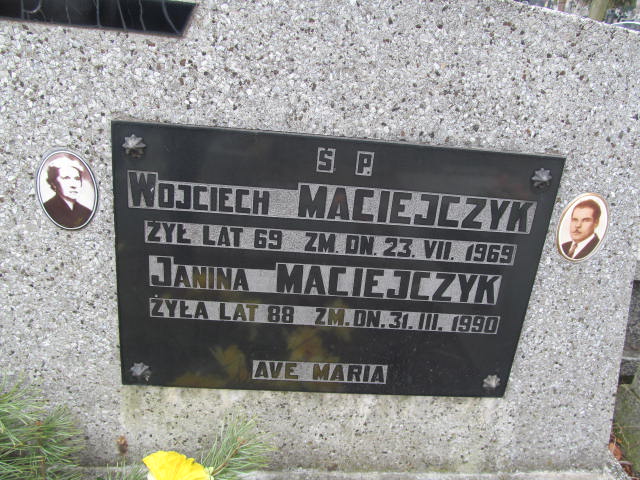 Ś P.
WOJCIECH MACIEJCZYK
ŻYŁ LAT 69 ZM. DN. 23. VII. 1969
JANINA MACIEJCZYK
ŻYŁA LAT 88 ZM. DN. 31. III. 1990
AVE MARIA